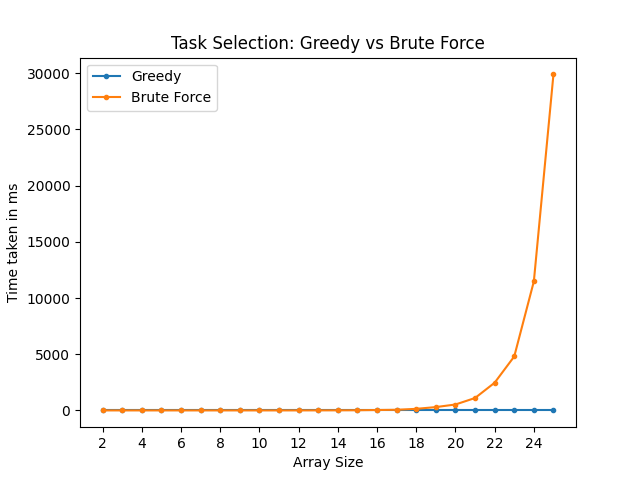 Task Selection: Greedy vs Brute Force
Greedy
Brute Force
30000
25000
20000
15000
10000
5000
0
Time taken in ms
2 4 6 8 10 12 14 16 18 20 22 24
Array Size